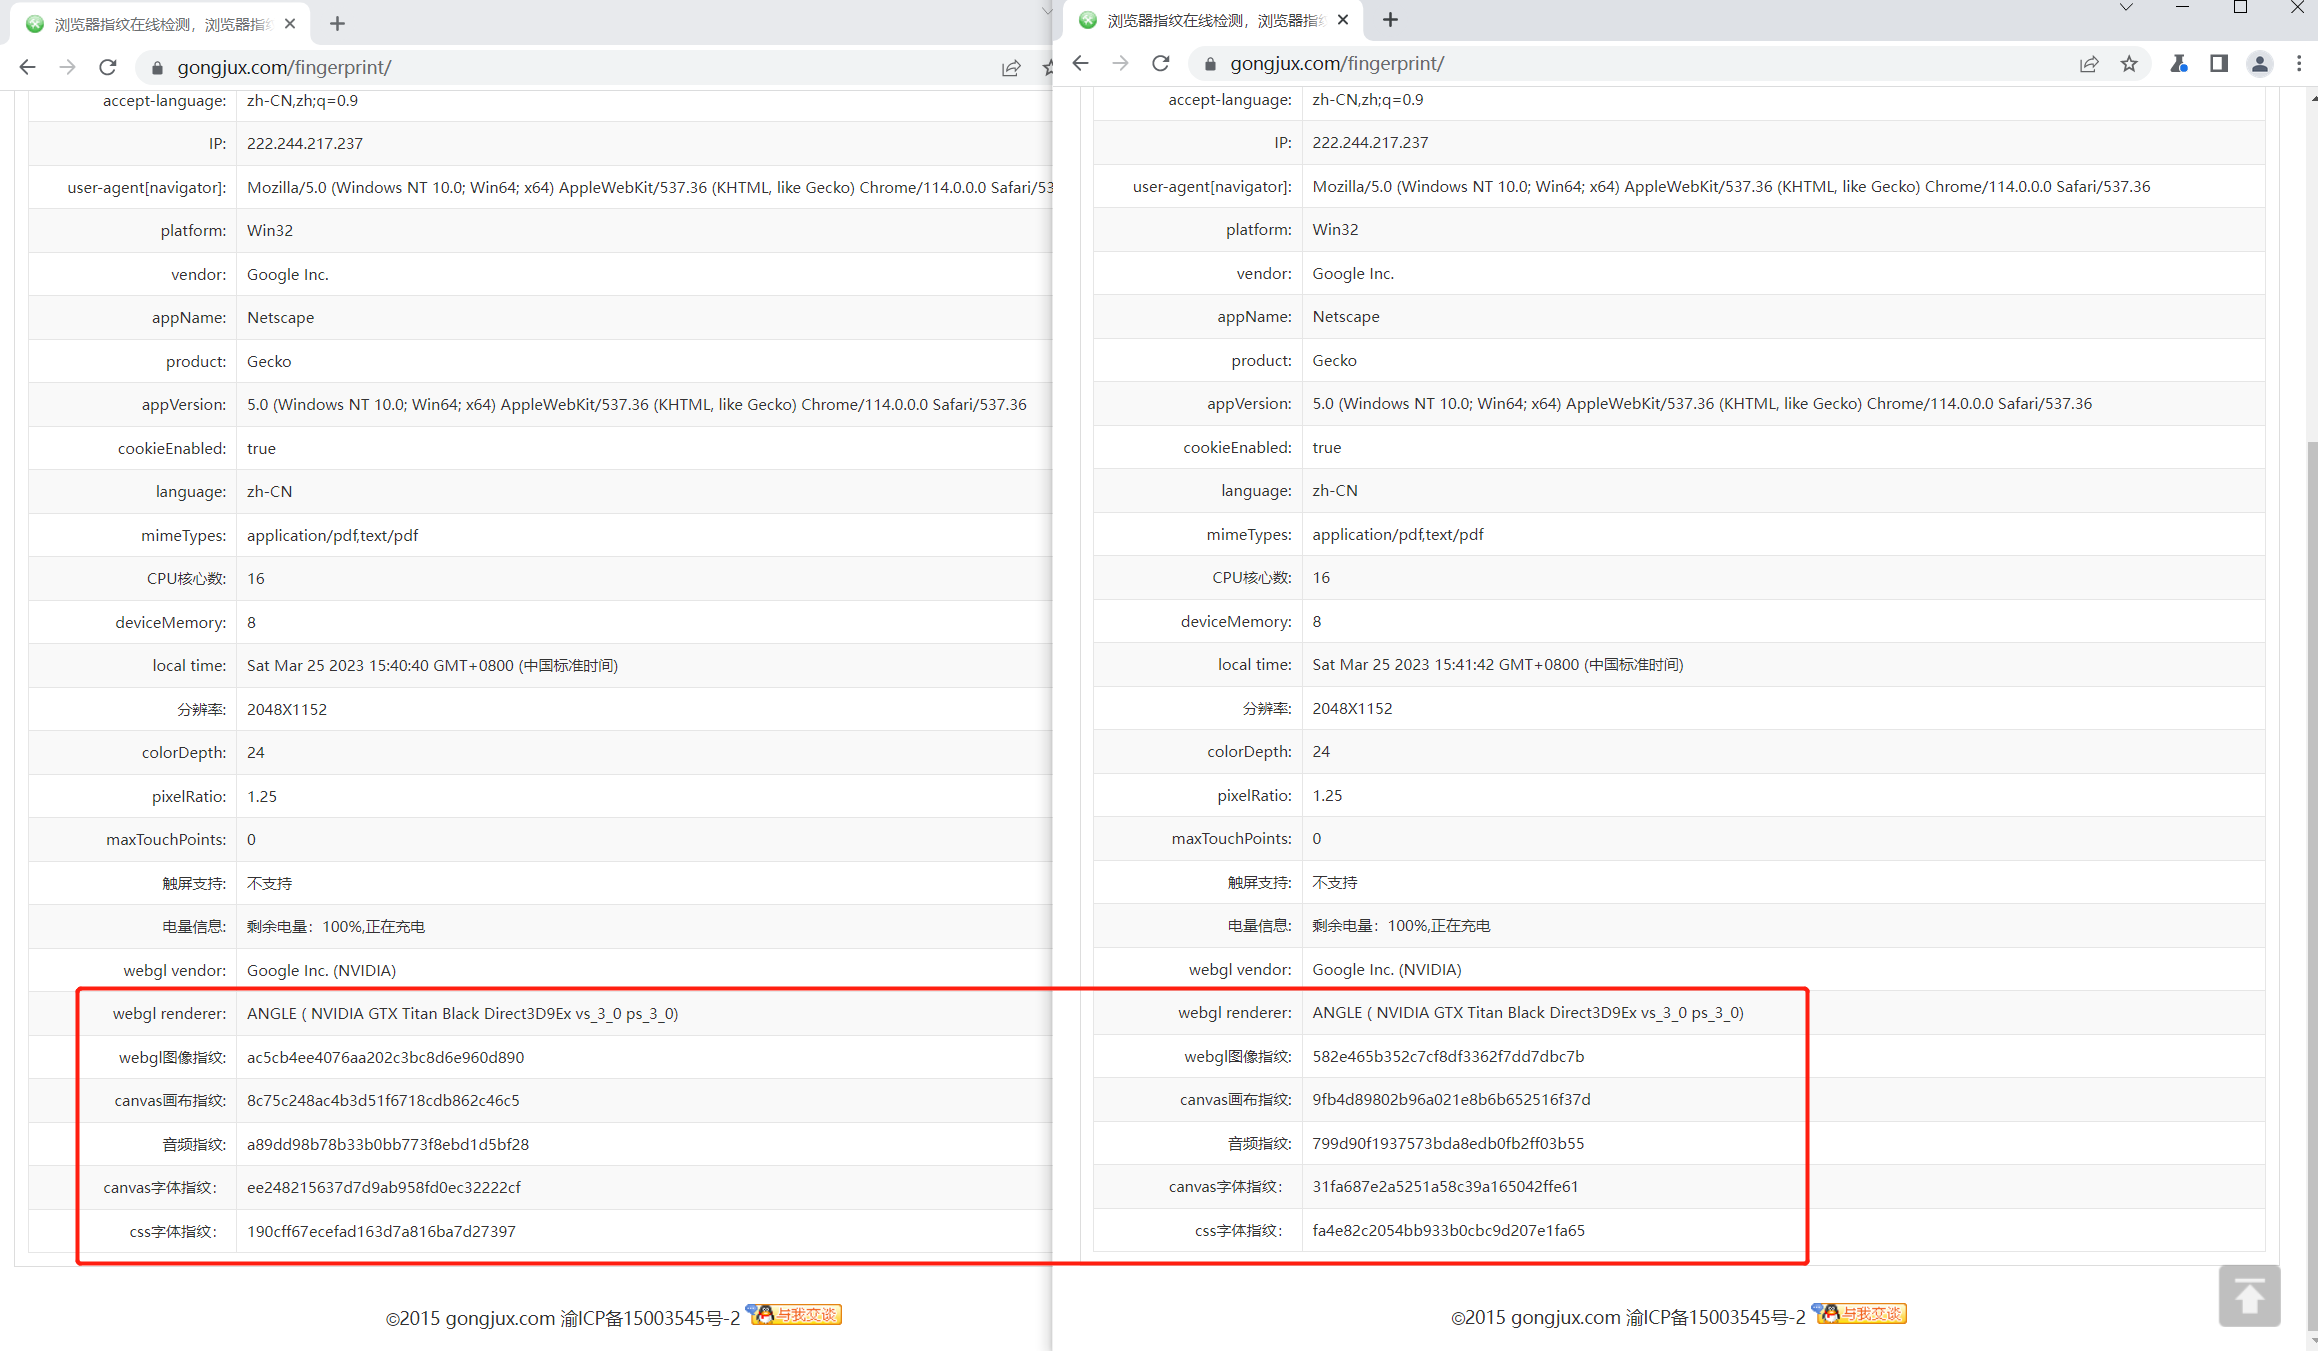 浏览器指纹在线检测，浏览器指
gongjux.com/fingerprint/
accept-language: zh-CN,zh;q=0.9
IP: 222.244.217.237
user-agent[navigator]: Mozilla/5.0 (Windows NT 10.0; Win64; x64) AppleWebKit/537.36 (KHTML, like Gecko) Chrome/114.0.0.0 Safari/53
platform: Win32
vendor: Google Inc.
appName: Netscape
product: Gecko
appVersion: 5.0 (Windows NT 10.0; Win64; x64) AppleWebKit/537.36 (KHTML, like Gecko) Chrome/114.0.0.0 Safari/537.36
cookieEnabled: true
language: zh-CN
mimeTypes: application/pdf,text/pdf
CPU核心数: 16
deviceMemory: 8
local time: Sat Mar 25 2023 15:40:40 GMT+0800 (中国标准时间)
分辨率: 2048X1152
colorDepth: 24
pixelRatio: 1.25
maxTouchPoints: 0
触屏支持: 不支持
电量信息: 剩余电量：100%,正在充电
webgl vendor: Google Inc. (NVIDIA)
webgl renderer: ANGLE ( NVIDIA GTX Titan Black Direct3D9Ex vs_3_0 ps_3_0)
webgl图像指纹: ac5cb4ee4076aa202c3bc8d6e960d890
canvas画布指纹: 8c75c248ac4b3d51f6718cdb862c46c5
音频指纹: a89dd98b78b33b0bb773f8ebd1d5bf28
canvas字体指纹： ee248215637d7d9ab958fd0ec32222cf
css字体指纹： 190cff67ecefad163d7a816ba7d27397
©2015 gongjux.com 渝ICP备15003545号-2 与我交谈
浏览器指纹在线检测，浏览器指
gongjux.com/fingerprint/
accept-language: zh-CN,zh;q=0.9
IP: 222.244.217.237
user-agent[navigator]: Mozilla/5.0 (Windows NT 10.0; Win64; x64) AppleWebKit/537.36 (KHTML, like Gecko) Chrome/114.0.0.0 Safari/537.36
platform: Win32
vendor: Google Inc.
appName: Netscape
product: Gecko
appVersion: 5.0 (Windows NT 10.0; Win64; x64) AppleWebKit/537.36 (KHTML, like Gecko) Chrome/114.0.0.0 Safari/537.36
cookieEnabled: true
language: zh-CN
mimeTypes: application/pdf,text/pdf
CPU核心数: 16
deviceMemory: 8
local time: Sat Mar 25 2023 15:41:42 GMT+0800 (中国标准时间)
分辨率: 2048X1152
colorDepth: 24
pixelRatio: 1.25
maxTouchPoints: 0
触屏支持: 不支持
电量信息: 剩余电量：100%,正在充电
webgl vendor: Google Inc. (NVIDIA)
webgl renderer: ANGLE ( NVIDIA GTX Titan Black Direct3D9Ex vs_3_0 ps_3_0)
webgl图像指纹: 582e465b352c7cf8df3362f7dd7dbc7b
canvas画布指纹: 9fb4d89802b96a021e8b6b652516f37d
音频指纹: 799d90f1937573bda8edb0fb2ff03b55
canvas字体指纹： 31fa687e2a5251a58c39a165042ffe61
css字体指纹： fa4e82c2054bb933b0cbc9d207e1fa65
©2015 gongjux.com 渝ICP备15003545号-2 与我交谈